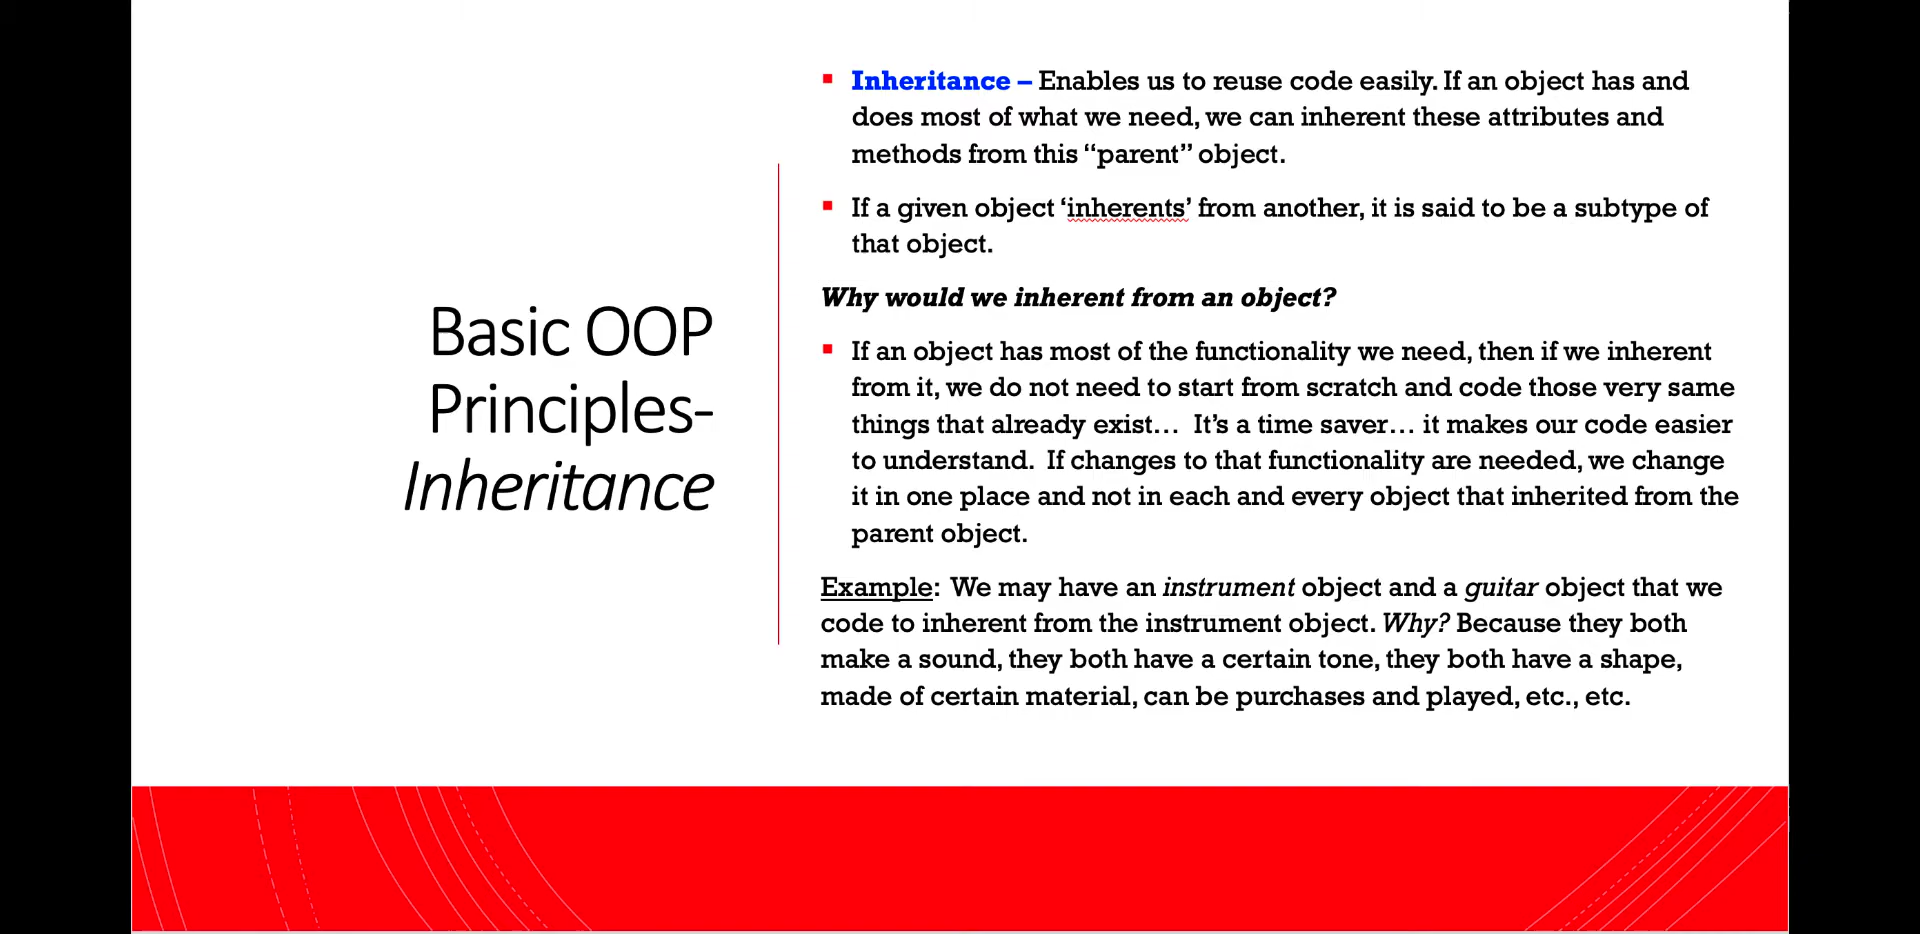 Basic OOP
Principles-
Inheritance
▪ Inheritance – Enables us to reuse code easily. If an object has and
does most of what we need, we can inherent these attributes and
methods from this “parent” object.
▪ If a given object ‘inherents’ from another, it is said to be a subtype of
that object.
Why would we inherent from an object?
▪ If an object has most of the functionality we need, then if we inherent
from it, we do not need to start from scratch and code those very same
things that already exist… It’s a time saver… it makes our code easier
to understand. If changes to that functionality are needed, we change
it in one place and not in each and every object that inherited from the
parent object.
Example: We may have an instrument object and a guitar object that we
code to inherent from the instrument object. Why? Because they both
make a sound, they both have a certain tone, they both have a shape,
made of certain material, can be purchases and played, etc., etc.